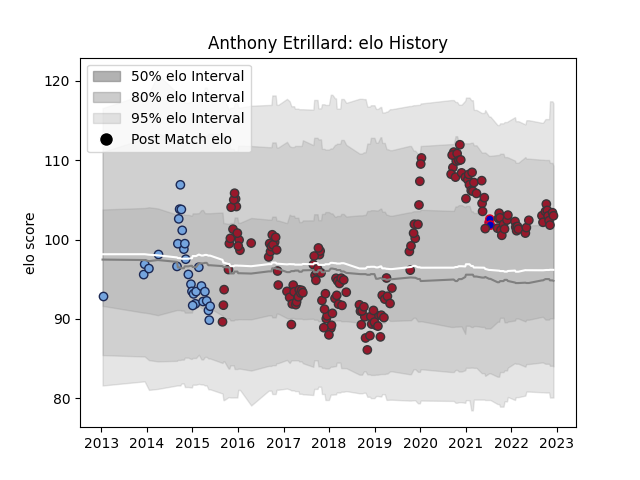 Anthony Etrillard: elo History
50% elo Interval
80% elo Interval
95% elo Interval
Post Match elo
elo score
120
110
100
90
80
2013 2014 2015 2016 2017 2018 2019 2020 2021 2022 2023